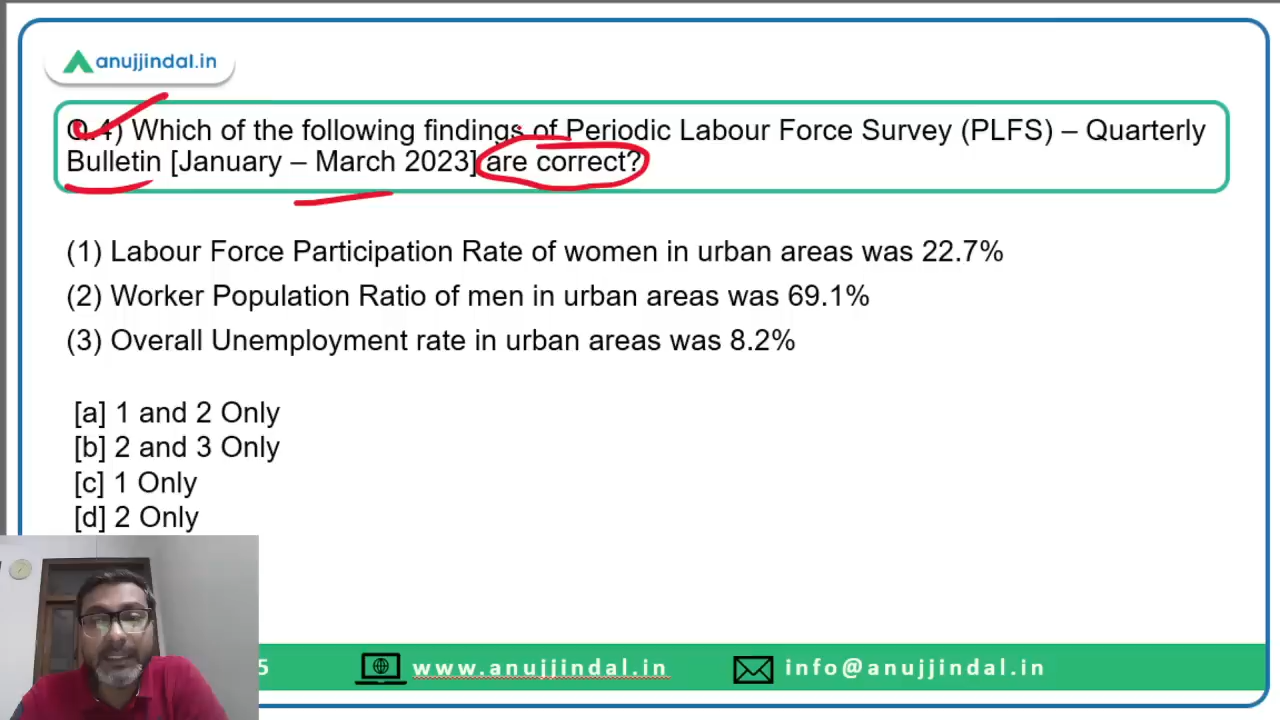 anujjindal.in
Q.4) Which of the following findings of Periodic Labour Force Survey (PLFS) – Quarterly
Bulletin [January – March 2023] are correct?
(1) Labour Force Participation Rate of women in urban areas was 22.7%
(2) Worker Population Ratio of men in urban areas was 69.1%
(3) Overall Unemployment rate in urban areas was 8.2%
[a] 1 and 2 Only
[b] 2 and 3 Only
[c] 1 Only
[d] 2 Only
5 www.anujjindal.in info@anujjindal.in